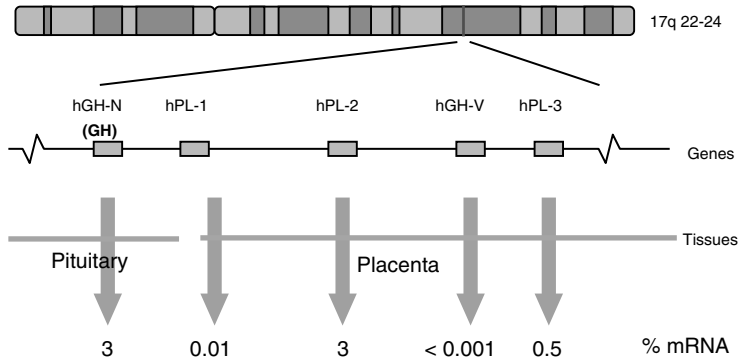 17q 22-24
hGH-N hPL-1 hPL-2 hGH-V hPL-3
(GH)
Genes
Tissues
Pituitary Placenta
3 0.01 3 < 0.001 0.5 % mRNA